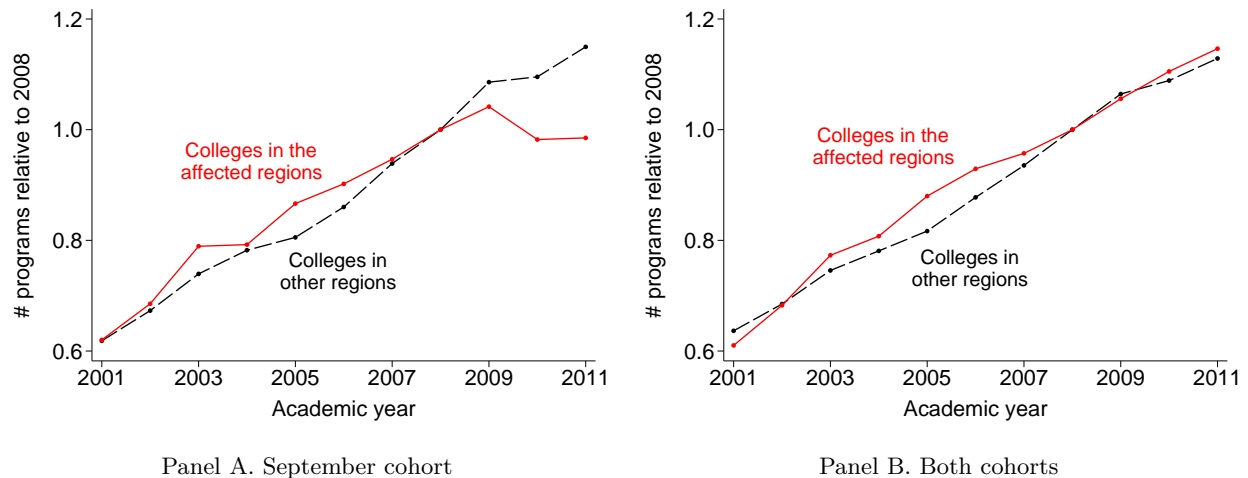 # programs relative to 2008
1.2
1.0
0.8
0.6
Colleges in the
affected regions
Colleges in
other regions
2001
2003
2005
2007
2009
2011
Academic year
Panel A. September cohort
# programs relative to 2008
1.2
1.0
0.8
0.6
Colleges in the
affected regions
Colleges in
other regions
2001
2003
2005
2007
2009
2011
Academic year
Panel B. Both cohorts